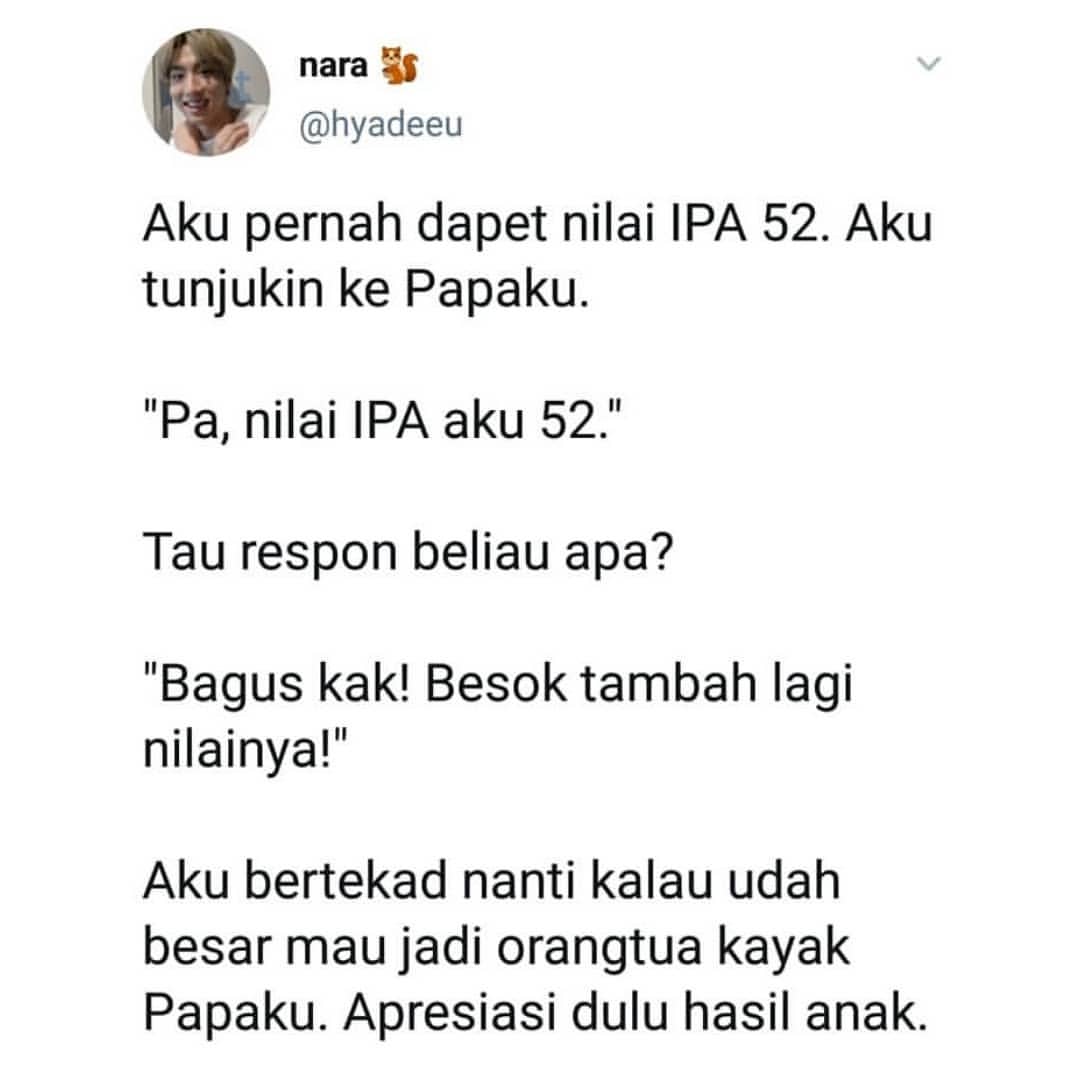 nara 🐿️
@hyadeeu
Aku pernah dapet nilai IPA 52. Aku
tunjukin ke Papaku.
"Pa, nilai IPA aku 52."
Tau respon beliau apa?
"Bagus kak! Besok tambah lagi
nilainya!"
Aku bertekad nanti kalau udah
besar mau jadi orangtua kayak
Papaku. Apresiasi dulu hasil anak.